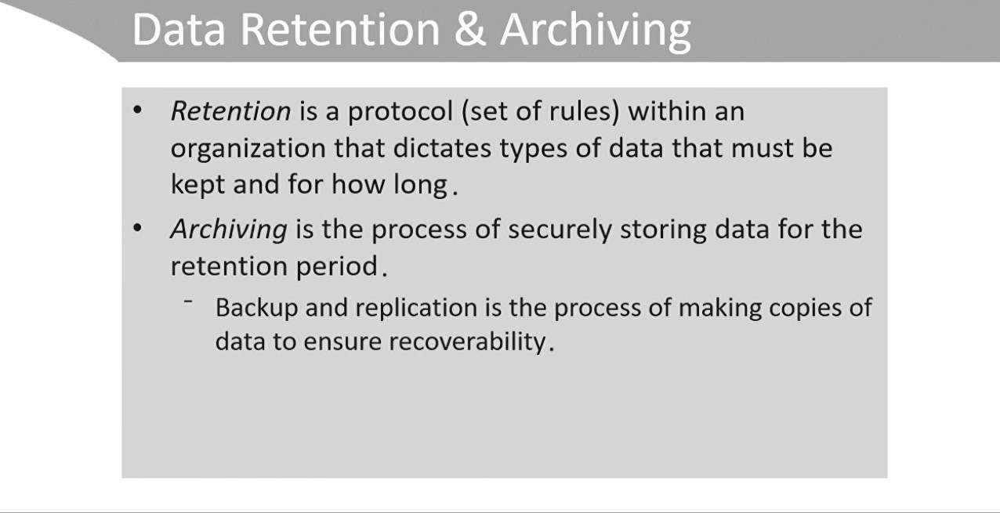 Data Retention & Archiving
• Retention is a protocol (set of rules) within an
organization that dictates types of data that must be
kept and for how long.
• Archiving is the process of securely storing data for the
retention period.
– Backup and replication is the process of making copies of
data to ensure recoverability.